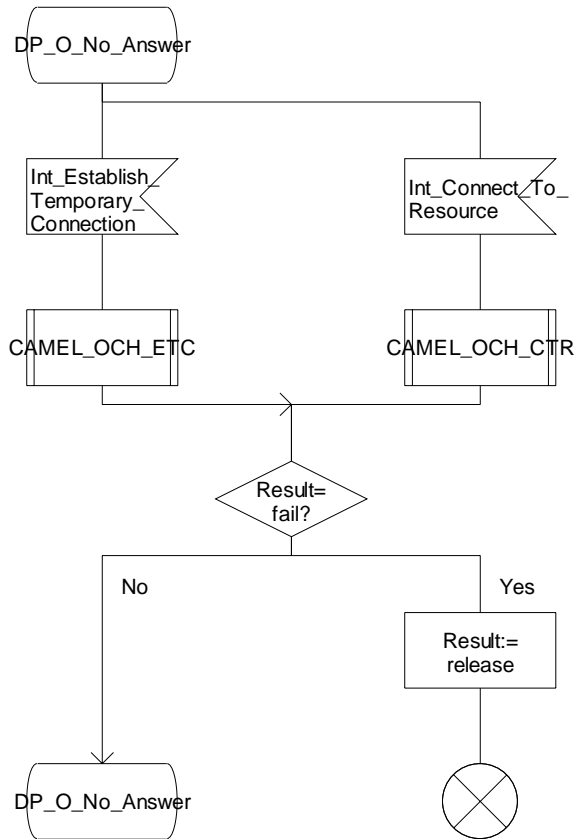 DP_O_No_Answer
Int_Establish_
Temporary_
Connection
Int_Connect_To_
Resource
CAMEL_OCH_ETC
CAMEL_OCH_CTR
Result=
fail?
No
Yes
Result:=
release
DP_O_No_Answer